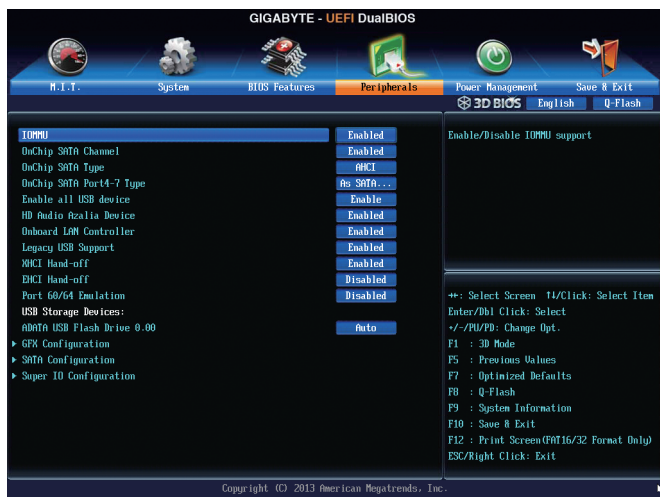 GIGABYTE - UEFI DualBIOS
M.I.T. System BIOS Features Peripherals Power Management Save & Exit
3D BIOS English Q-Flash
IOMMU Enabled
OnChip SATA Channel Enabled
OnChip SATA Type AHCI
OnChip SATA Port4-7 Type As SATA...
Enable all USB device Enable
HD Audio Azalia Device Enabled
Onboard LAN Controller Enabled
Legacy USB Support Enabled
XHCI Hand-off Enabled
EHCI Hand-off Disabled
Port 60/64 Emulation Disabled
USB Storage Devices:
ADATA USB Flash Drive 0.00 Auto
GFX Configuration
SATA Configuration
Super IO Configuration
Enable/Disable IOMMU support
→←: Select Screen ↑↓/Click: Select Item
Enter/Dbl Click: Select
+/-/PU/PD: Change Opt.
F1 : 3D Mode
F5 : Previous Values
F7 : Optimized Defaults
F8 : Q-Flash
F9 : System Information
F10 : Save & Exit
F12 : Print Screen(FAT16/32 Format Only)
ESC/Right Click: Exit
Copyright (C) 2013 American Megatrends, Inc.